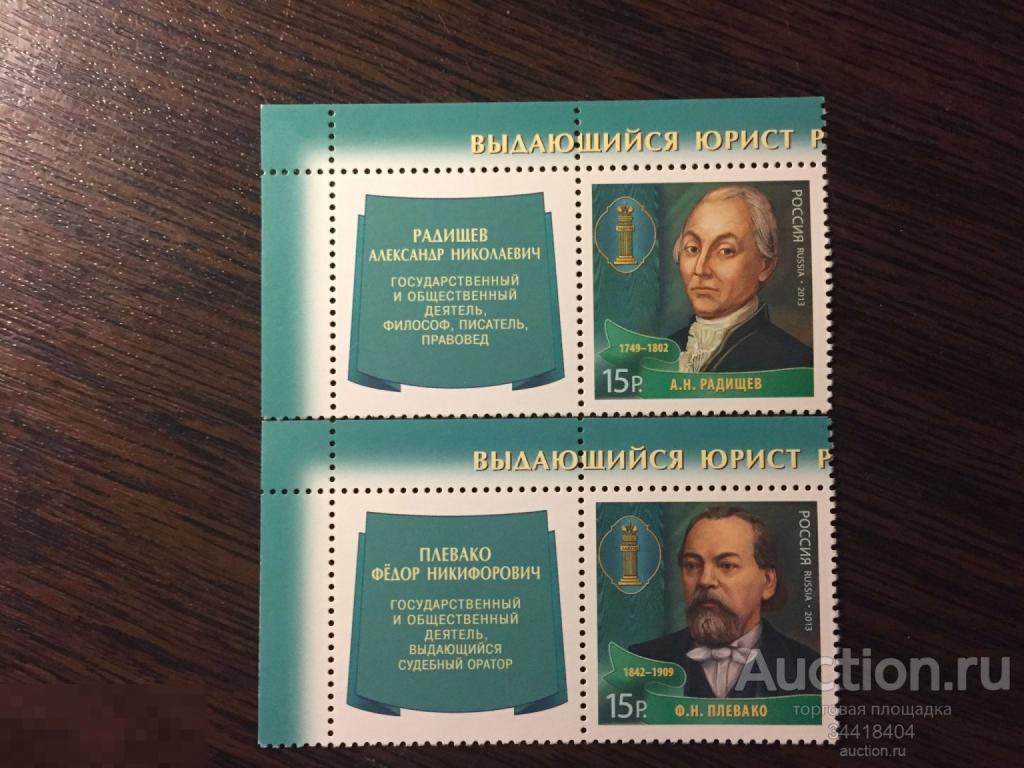 ВЫДАЮЩИЙСЯ ЮРИСТ Р
РАДИЩЕВ
АЛЕКСАНДР НИКОЛАЕВИЧ
ГОСУДАРСТВЕННЫЙ
И ОБЩЕСТВЕННЫЙ
ДЕЯТЕЛЬ,
ФИЛОСОФ, ПИСАТЕЛЬ,
ПРАВОВЕД
РОССИЯ RUSSIA • 2013
1749–1802
15Р.
А.Н. РАДИЩЕВ
ВЫДАЮЩИЙСЯ ЮРИСТ Р
ПЛЕВАКО
ФЁДОР НИКИФОРОВИЧ
ГОСУДАРСТВЕННЫЙ
И ОБЩЕСТВЕННЫЙ
ДЕЯТЕЛЬ,
ВЫДАЮЩИЙСЯ
СУДЕБНЫЙ ОРАТОР
РОССИЯ RUSSIA • 2013
1842–1909
15Р.
Ф.Н. ПЛЕВАКО
Auction.ru
торговая площадка
34418404
auction.ru